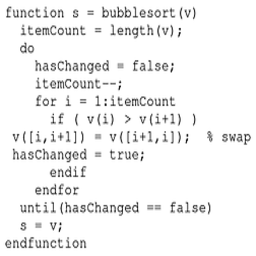 function s = bubblesort(v)
itemCount = length(v);
do
hasChanged = false;
itemCount--;
for i = 1:itemCount
if ( v(i) > v(i+1) )
v([i,i+1]) = v([i+1,i]);  % swap
hasChanged = true;
endif
endfor
until(hasChanged == false)
s = v;
endfunction